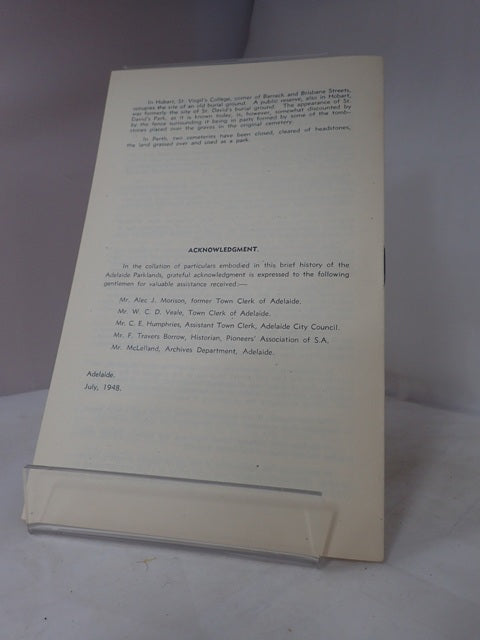 In Hobart, St. Virgil's College, corner of Barrack and Brisbane Streets,
occupies the site of an old burial ground. A public reserve, also in Hobart,
was formerly the site of St. David's burial ground. The appearance of St.
David's Park, as it is known today, is, however, somewhat discounted by
by the fence surrounding it being in parts formed by some of the tomb-
stones placed over the graves in the original cemetery.
In Perth, two cemeteries have been closed, cleared of headstones,
the land grassed over and used as a park.
ACKNOWLEDGMENT.
In the collation of particulars embodied in this brief history of the
Adelaide Parklands, grateful acknowledgment is expressed to the following
gentlemen for valuable assistance received:—
Mr. Alec J. Morison, former Town Clerk of Adelaide.
Mr. W. C. D. Veale, Town Clerk of Adelaide.
Mr. C. E. Humphries, Assistant Town Clerk, Adelaide City Council.
Mr. F. Travers Borrow, Historian, Pioneers' Association of S.A.
Mr. McLelland, Archives Department, Adelaide.
Adelaide.
July, 1948.